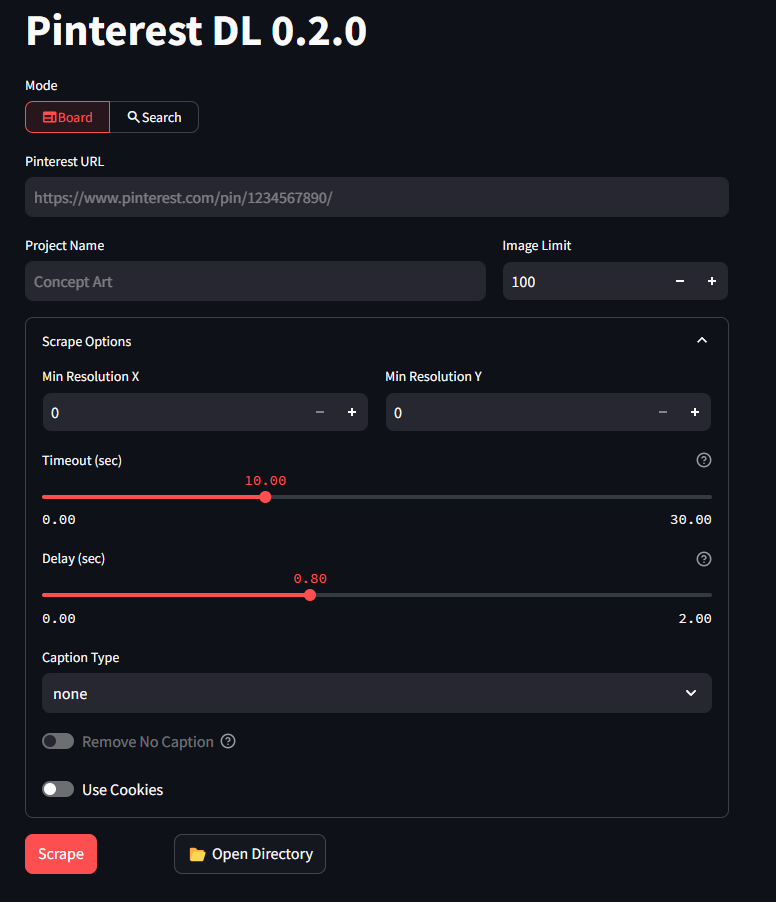 Pinterest DL 0.2.0
Mode
Board Search
Pinterest URL
https://www.pinterest.com/pin/1234567890/
Project Name Image Limit
Concept Art 100 − +
Scrape Options
Min Resolution X Min Resolution Y
0 − + 0 − +
Timeout (sec) ?
10.00
0.00 30.00
Delay (sec) ?
0.80
0.00 2.00
Caption Type
none
Remove No Caption ?
Use Cookies
Scrape Open Directory